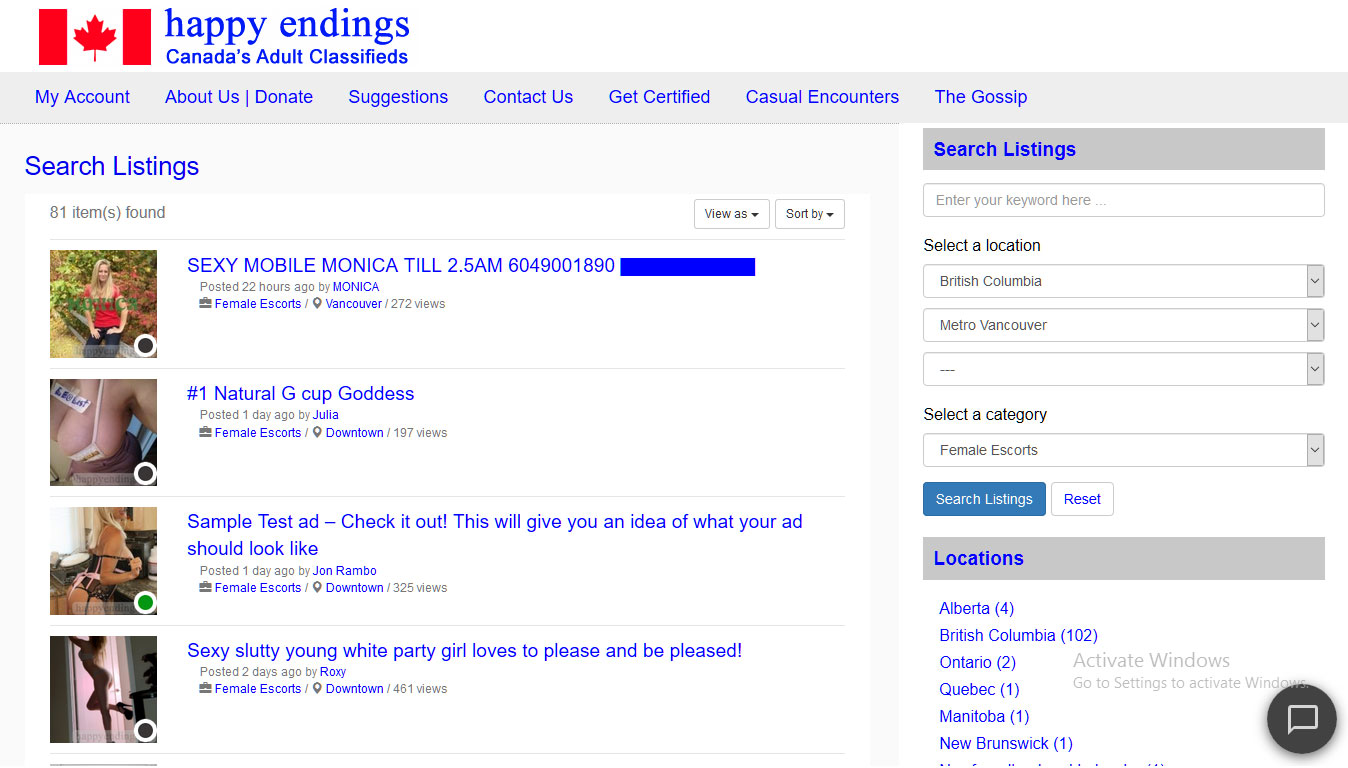 happy endings
Canada's Adult Classifieds
My Account About Us | Donate Suggestions Contact Us Get Certified Casual Encounters The Gossip
Search Listings
81 item(s) found
View as Sort by
SEXY MOBILE MONICA TILL 2.5AM 6049001890
Posted 22 hours ago by MONICA
Female Escorts / Vancouver / 272 views
#1 Natural G cup Goddess
Posted 1 day ago by Julia
Female Escorts / Downtown / 197 views
Sample Test ad – Check it out! This will give you an idea of what your ad
should look like
Posted 1 day ago by Jon Rambo
Female Escorts / Downtown / 325 views
Sexy slutty young white party girl loves to please and be pleased!
Posted 2 days ago by Roxy
Female Escorts / Downtown / 461 views
Search Listings
Enter your keyword here ...
Select a location
British Columbia
Metro Vancouver
---
Select a category
Female Escorts
Search Listings Reset
Locations
Alberta (4)
British Columbia (102)
Ontario (2)
Quebec (1)
Manitoba (1)
New Brunswick (1)
Activate Windows
Go to Settings to activate Windows.